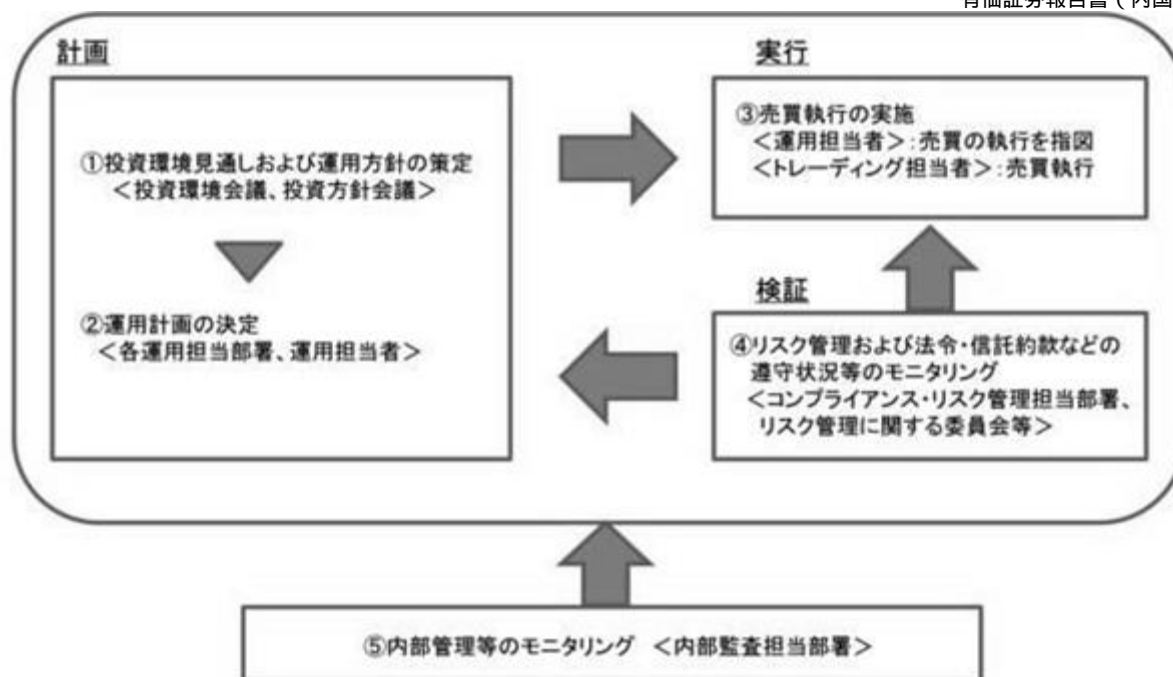 有価証券報告書（内国
計画
①投資環境見通しおよび運用方針の策定
＜投資環境会議、投資方針会議＞
②運用計画の決定
＜各運用担当部署、運用担当者＞
実行
③売買執行の実施
＜運用担当者＞：売買の執行を指図
＜トレーディング担当者＞：売買執行
検証
④リスク管理および法令・信託約款などの
遵守状況等のモニタリング
＜コンプライアンス・リスク管理担当部署、
リスク管理に関する委員会等＞
⑤内部管理等のモニタリング ＜内部監査担当部署＞